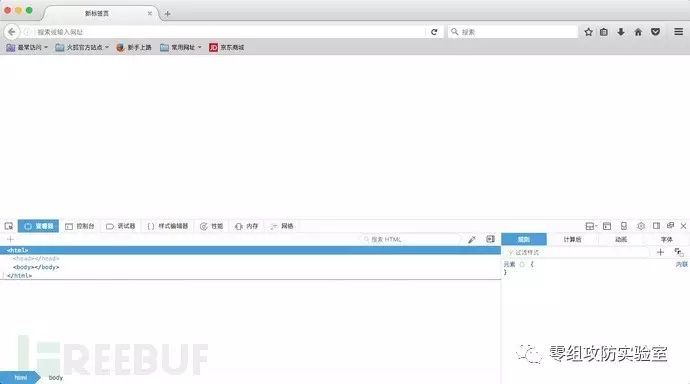 新标签页
搜索或输入网址
搜索
最常访问 火狐官方站点 新手上路 常用网址 JD 京东商城
查看器 控制台 调试器 样式编辑器 性能 内存 网络
搜索 HTML
规则 计算后 动画 字体
过滤样式
<html>
<head></head>
<body></body>
</html>
元素 { 内联
}
REEBUF
零组攻防实验室
html body